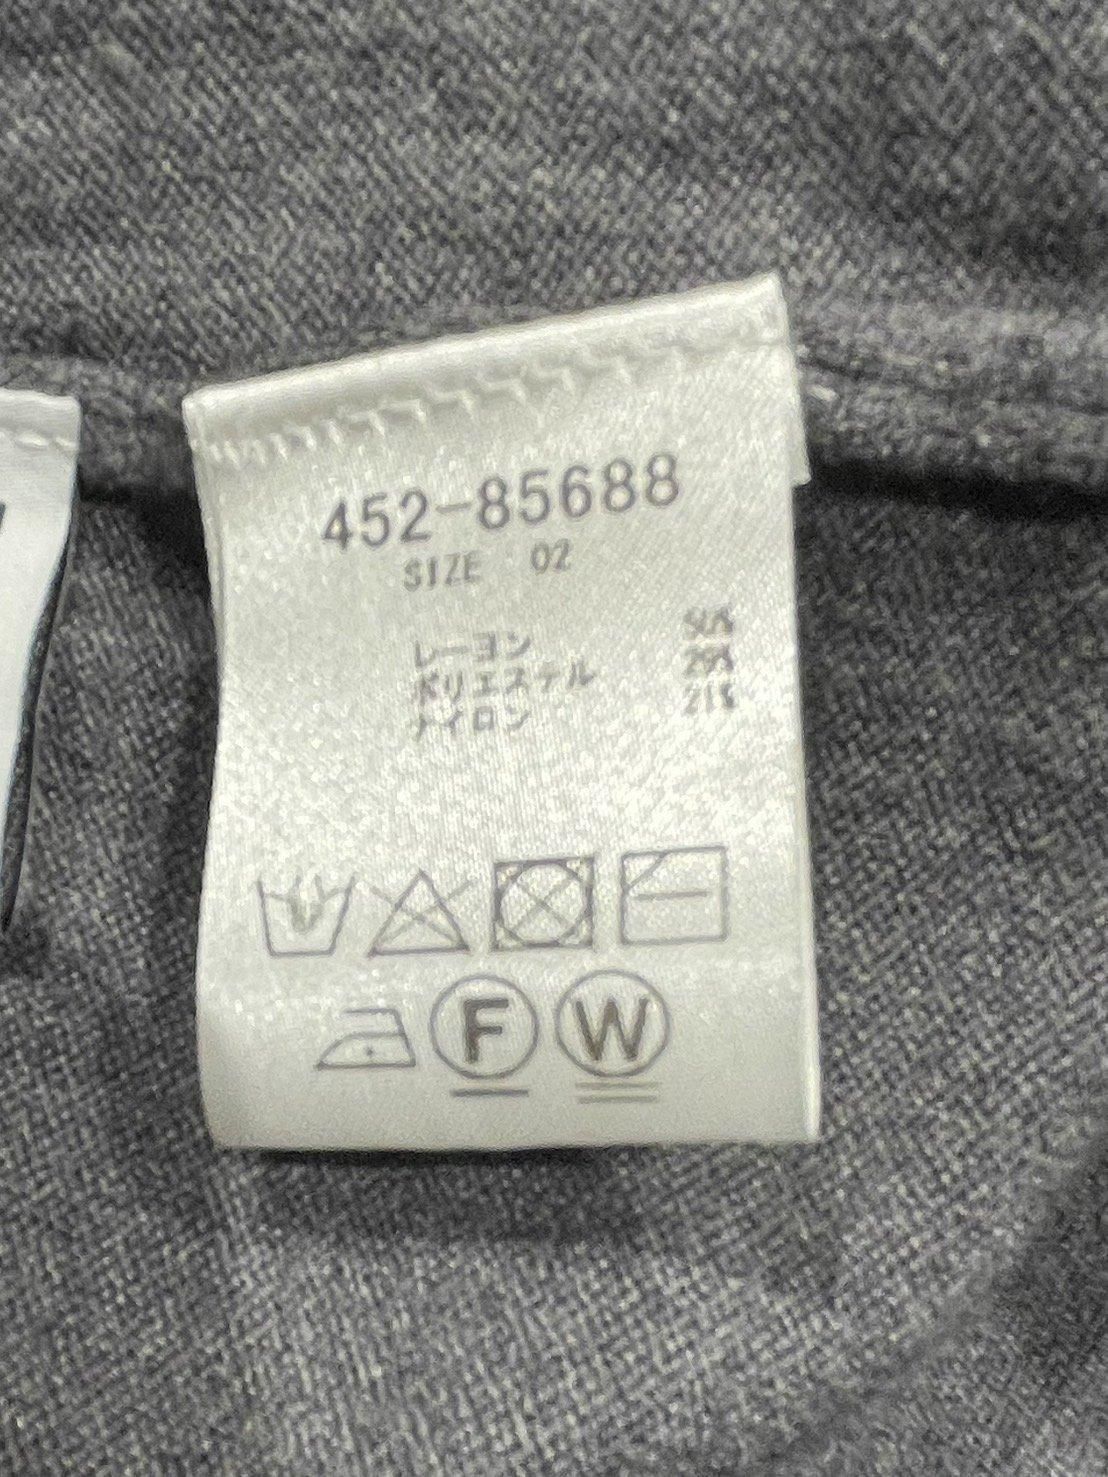 452-85688
SIZE 02
レーヨン 50%
ポリエステル 29%
ナイロン 21%
F
W